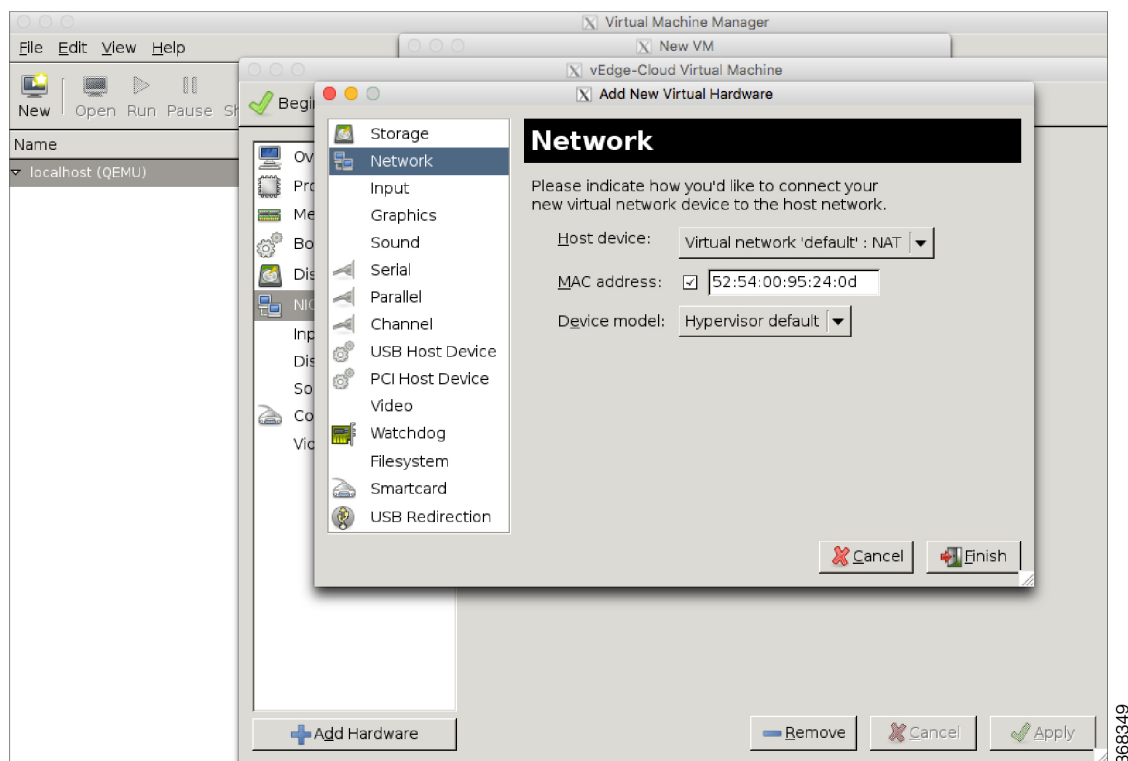 Virtual Machine Manager
File Edit View Help
New VM
vEdge-Cloud Virtual Machine
New Open Run Pause
Add New Virtual Hardware
Name
localhost (QEMU)
Storage
Network
Input
Graphics
Sound
Serial
Parallel
Channel
USB Host Device
PCI Host Device
Video
Watchdog
Filesystem
Smartcard
USB Redirection
Network
Please indicate how you'd like to connect your
new virtual network device to the host network.
Host device: Virtual network 'default' : NAT
MAC address: 52:54:00:95:24:0d
Device model: Hypervisor default
Cancel Finish
Add Hardware
Remove Cancel Apply
368349